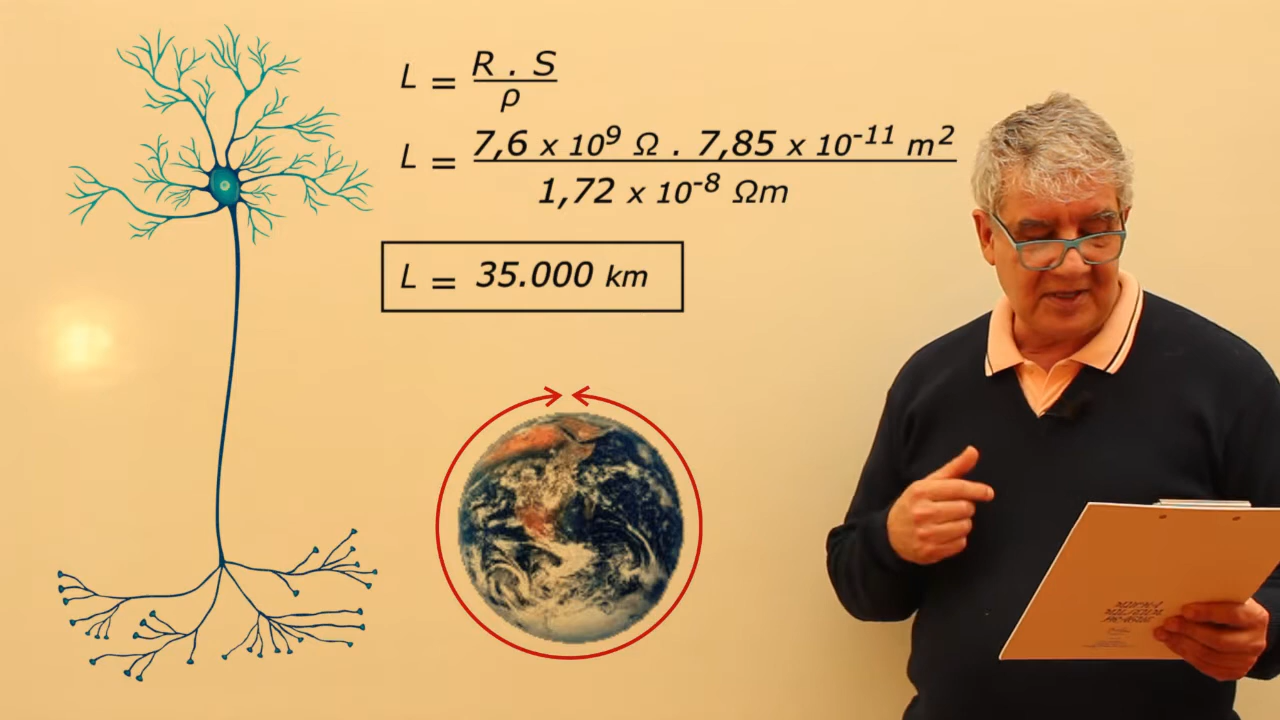 L = R . S / ρ
L = 7,6 x 10⁹ Ω . 7,85 x 10⁻¹¹ m² / 1,72 x 10⁻⁸ Ωm
L = 35.000 km